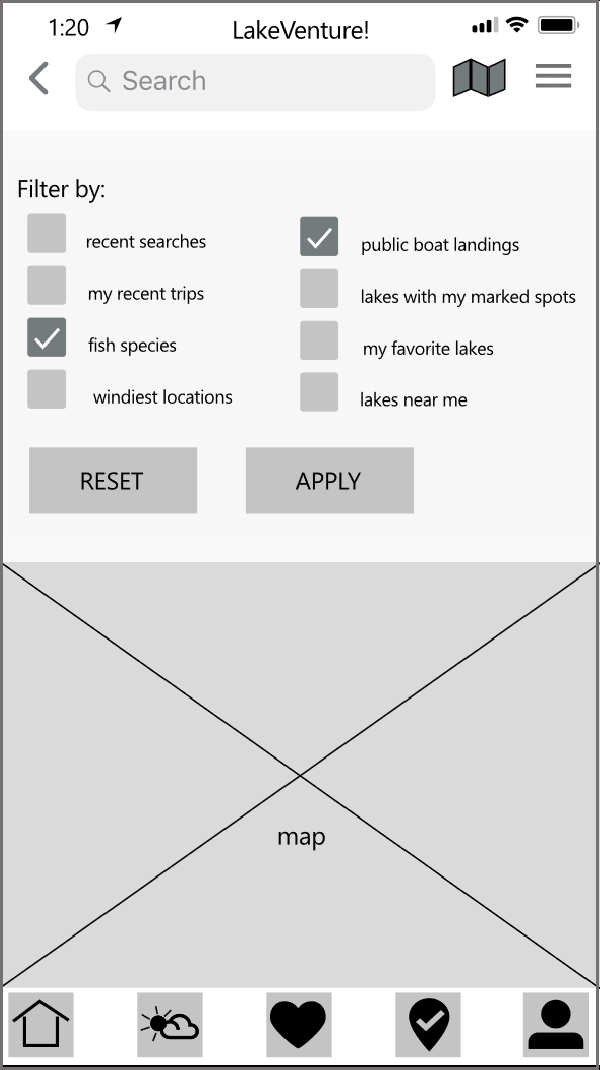 1:20
LakeVenture!
Search
Filter by:
recent searches
public boat landings
my recent trips
lakes with my marked spots
fish species
my favorite lakes
windiest locations
lakes near me
RESET
APPLY
map